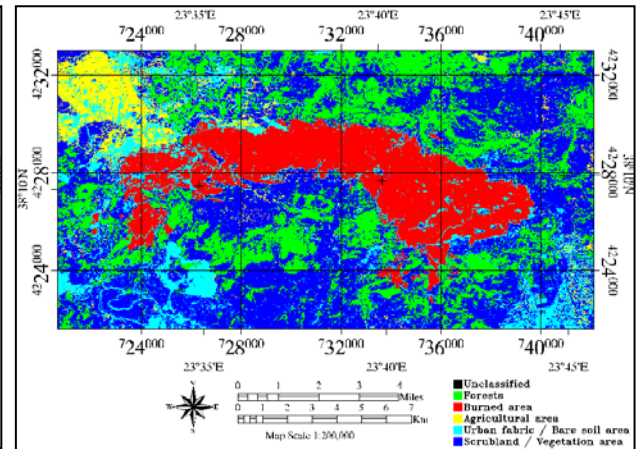 23°35'E 23°40'E 23°45'E
724000 728000 732000 736000 740000
4232000 4232000
38°10'N 4228000 4228000 38°10'N
4224000 4224000
724000 728000 732000 736000 740000
23°35'E 23°40'E 23°45'E
N
W E
S
0 1 2 3 4
Miles
0 1 2 3 4 5 6 7
Km
Map Scale 1:200,000
Unclassified
Forests
Burned area
Agricultural area
Urban fabric / Bare soil area
Scrubland / Vegetation area